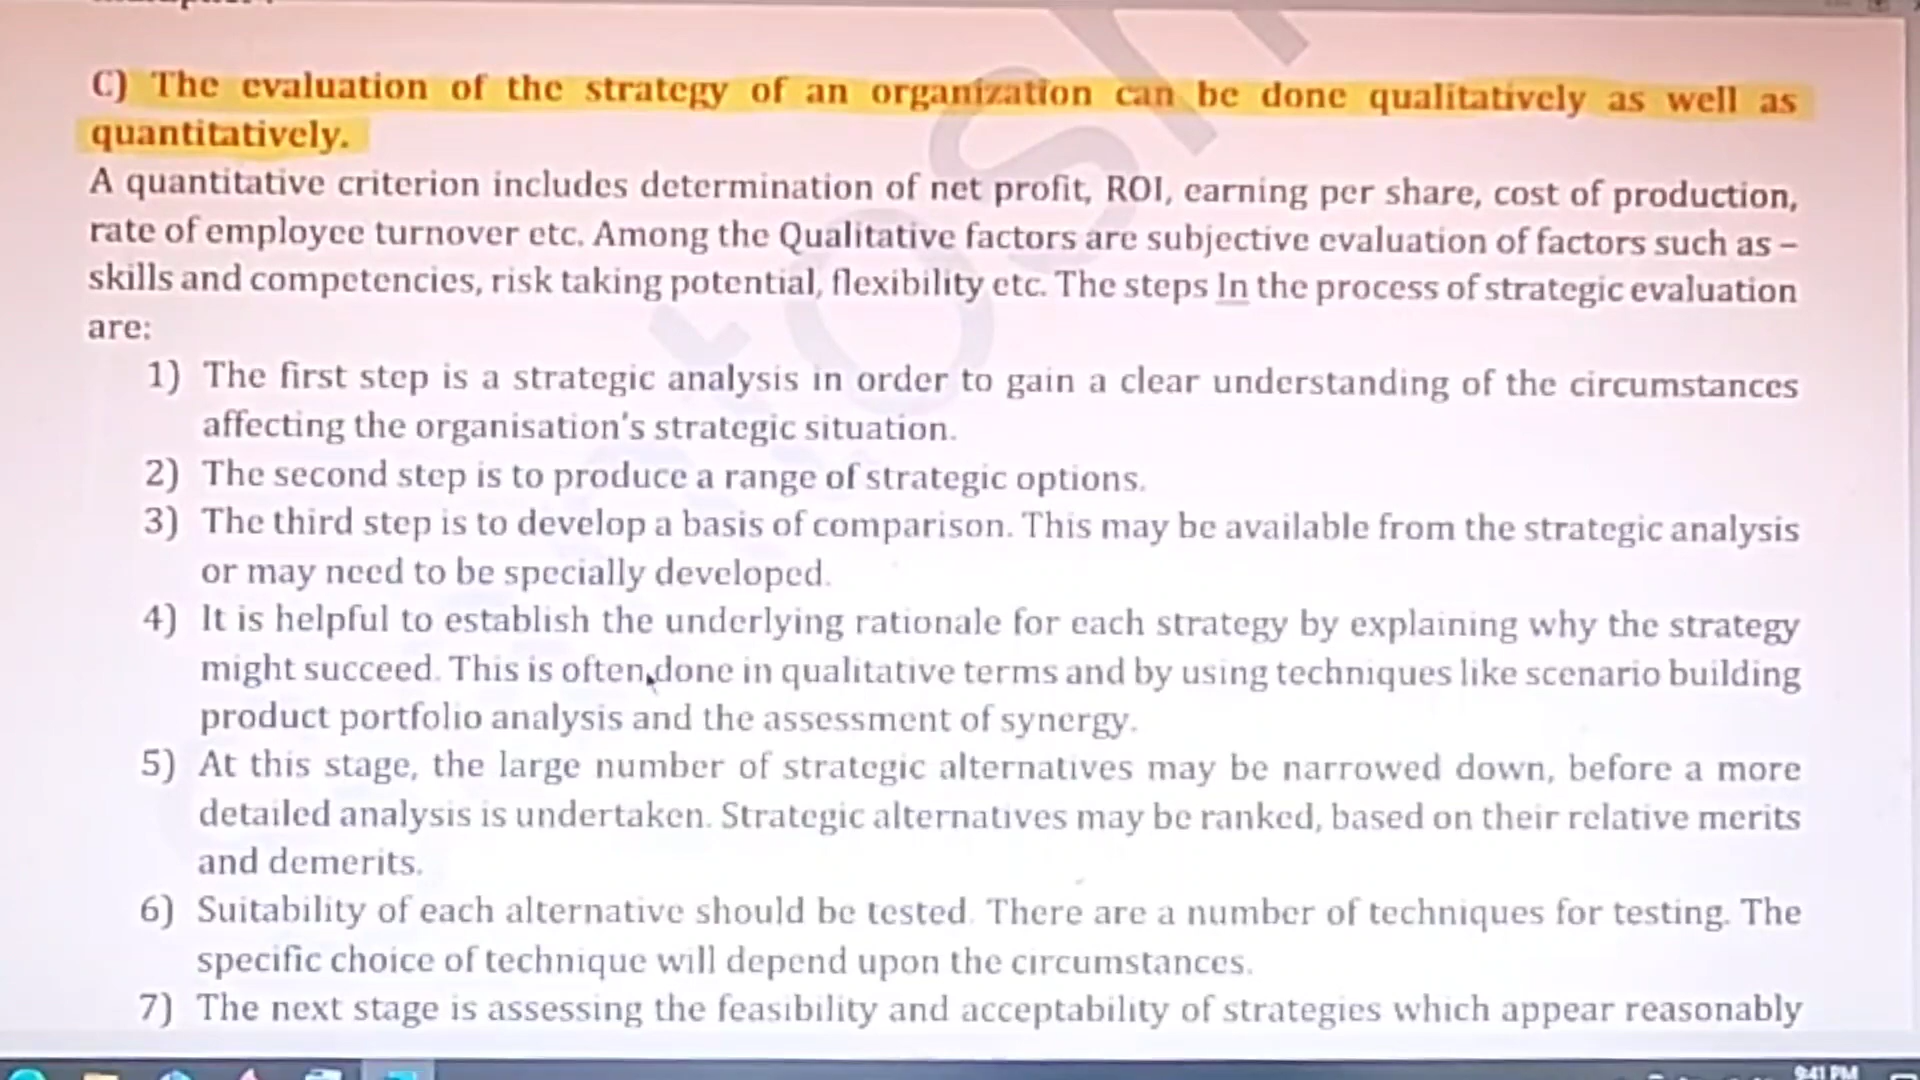 C) The evaluation of the strategy of an organization can be done qualitatively as well as
quantitatively.
A quantitative criterion includes determination of net profit, ROI, earning per share, cost of production,
rate of employee turnover etc. Among the Qualitative factors are subjective evaluation of factors such as –
skills and competencies, risk taking potential, flexibility etc. The steps In the process of strategic evaluation
are:
1) The first step is a strategic analysis in order to gain a clear understanding of the circumstances
affecting the organisation's strategic situation.
2) The second step is to produce a range of strategic options.
3) The third step is to develop a basis of comparison. This may be available from the strategic analysis
or may need to be specially developed.
4) It is helpful to establish the underlying rationale for each strategy by explaining why the strategy
might succeed. This is often done in qualitative terms and by using techniques like scenario building
product portfolio analysis and the assessment of synergy.
5) At this stage, the large number of strategic alternatives may be narrowed down, before a more
detailed analysis is undertaken. Strategic alternatives may be ranked, based on their relative merits
and demerits.
6) Suitability of each alternative should be tested. There are a number of techniques for testing. The
specific choice of technique will depend upon the circumstances.
7) The next stage is assessing the feasibility and acceptability of strategies which appear reasonably
9:41 PM